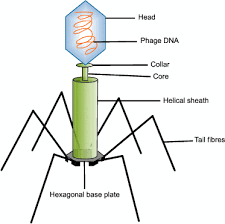 Head
Phage DNA
Collar
Core
Helical sheath
Tail fibres
Hexagonal base plate